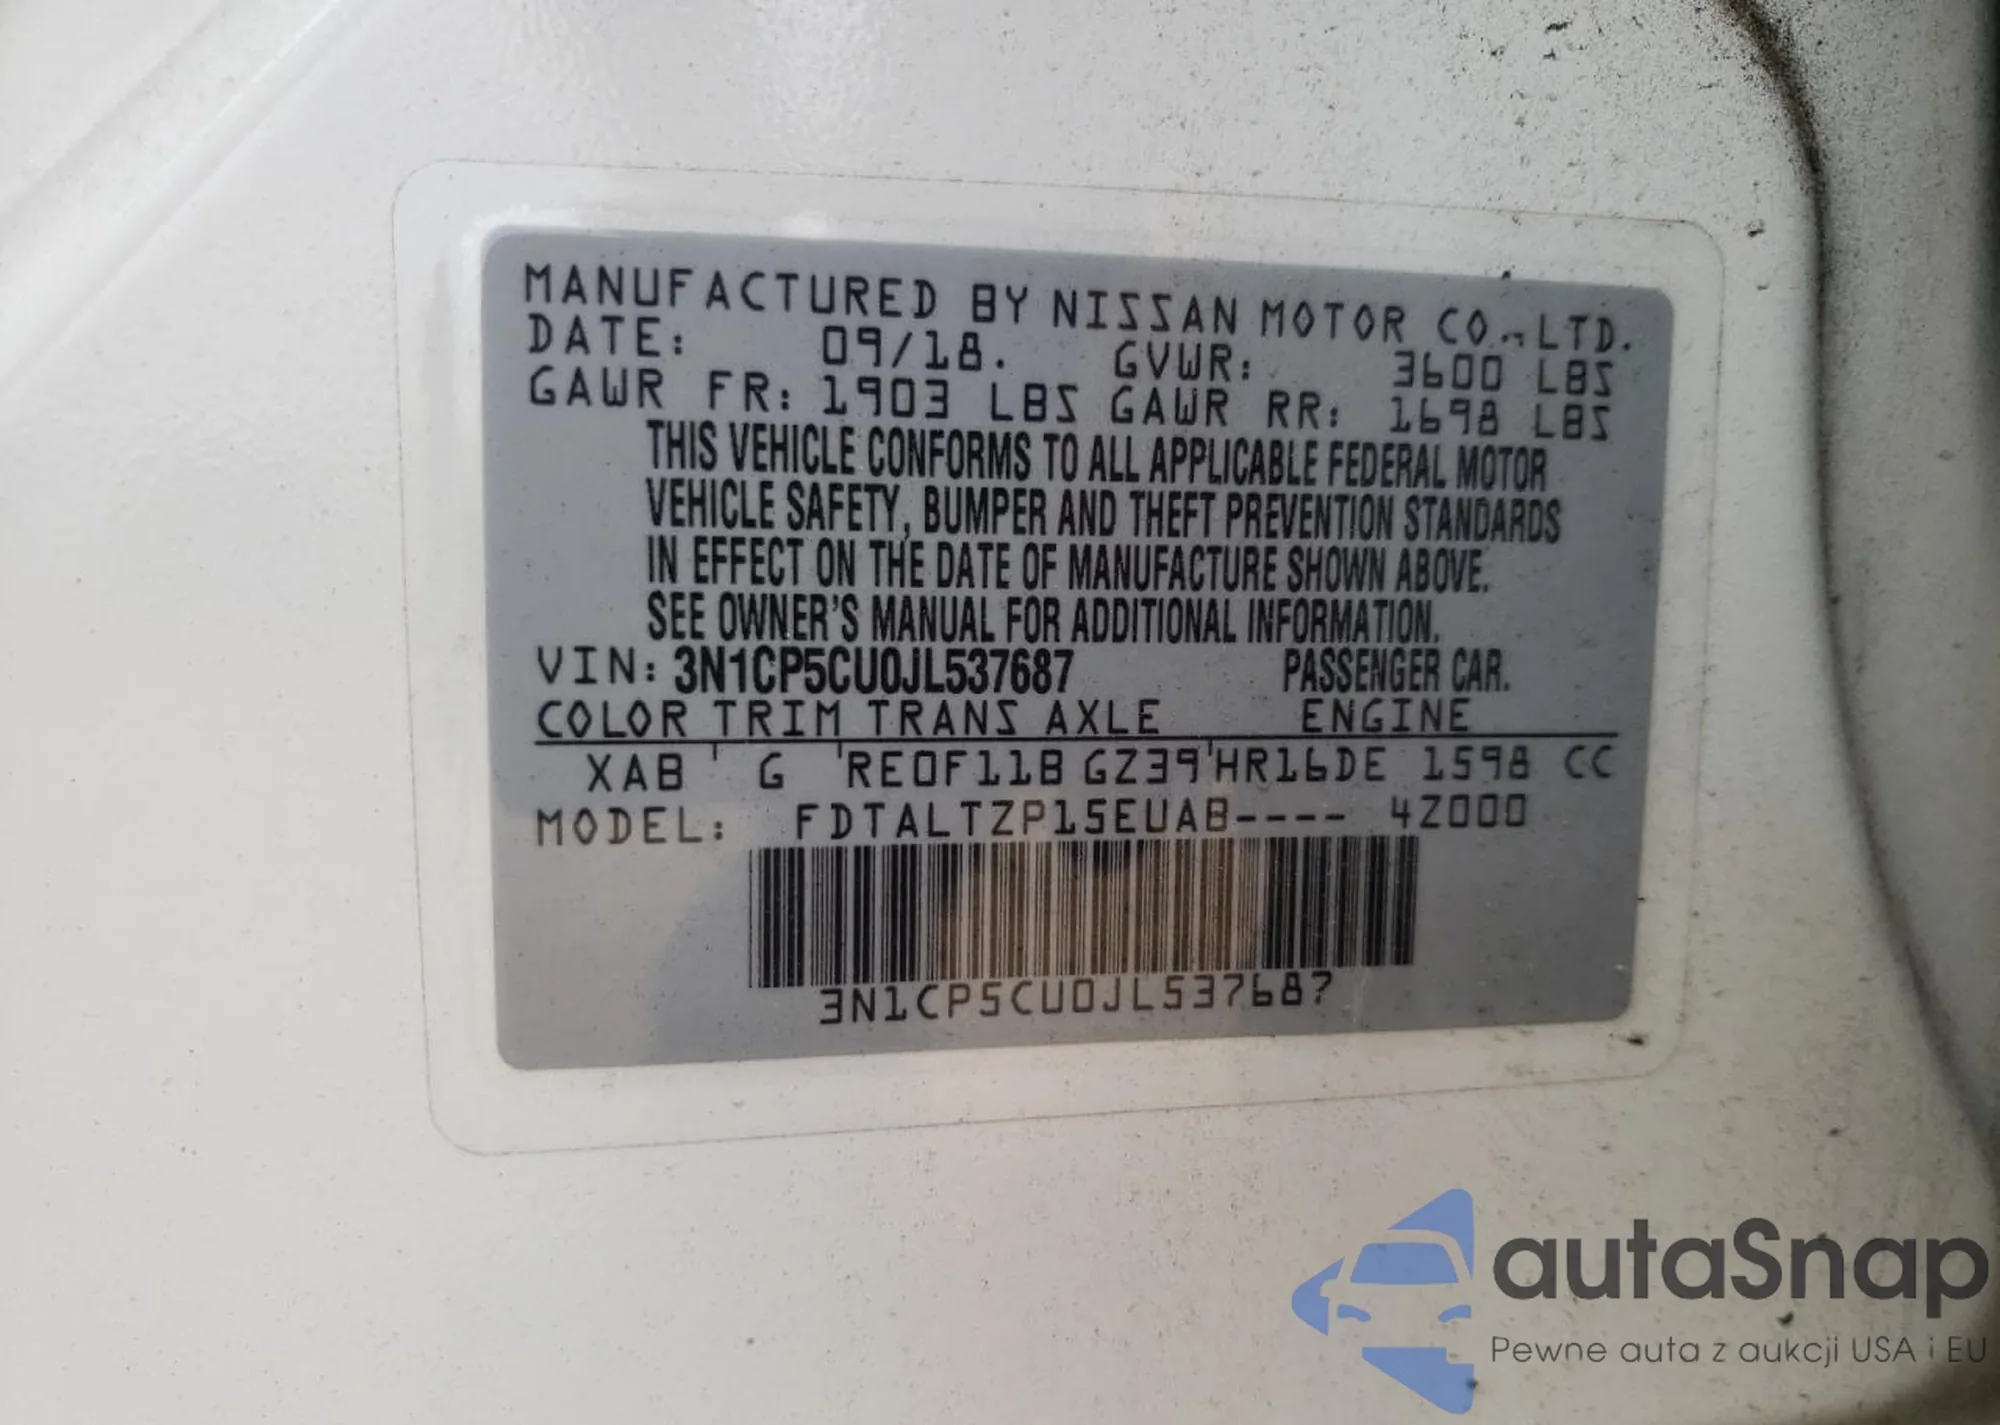 MANUFACTURED BY NISSAN MOTOR CO., LTD.
DATE: 09/18. GVWR: 3600 LBS
GAWR FR: 1903 LBS GAWR RR: 1698 LBS
THIS VEHICLE CONFORMS TO ALL APPLICABLE FEDERAL MOTOR
VEHICLE SAFETY, BUMPER AND THEFT PREVENTION STANDARDS
IN EFFECT ON THE DATE OF MANUFACTURE SHOWN ABOVE.
SEE OWNER'S MANUAL FOR ADDITIONAL INFORMATION.
VIN: 3N1CP5CU0JL537687 PASSENGER CAR.
COLOR TRIM TRANS AXLE ENGINE
XAB G RE0F11B GZ39 HR16DE 1598 CC
MODEL: FDTALTZP15EUAB---- 4Z000
3N1CP5CU0JL537687
autaSnap
Pewne auta z aukcji USA i EU